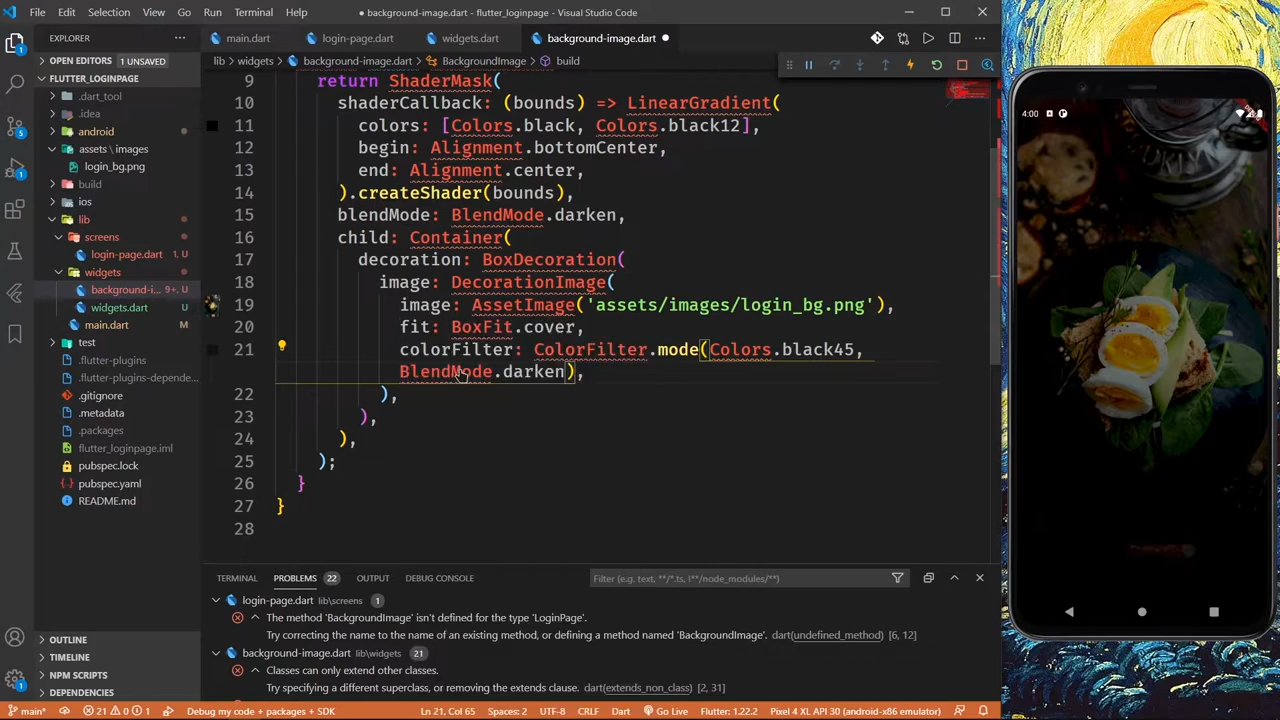 File Edit Selection View Go Run Terminal Help
● background-image.dart - flutter_loginpage - Visual Studio Code
EXPLORER
OPEN EDITORS 1 UNSAVED
FLUTTER_LOGINPAGE
.dart_tool
.idea
android
assets \ images
login_bg.png
build
ios
lib
screens
login-page.dart 1, U
widgets
background-i... 9+, U
widgets.dart U
main.dart
test
.flutter-plugins
.flutter-plugins-depende...
.gitignore
.metadata
.packages
flutter_loginpage.iml
pubspec.lock
pubspec.yaml
README.md
OUTLINE
TIMELINE
NPM SCRIPTS
DEPENDENCIES
1
5
1
1
main.dart login-page.dart widgets.dart background-image.dart
lib > widgets > background-image.dart > BackgroundImage > build
9 return ShaderMask(
10 shaderCallback: (bounds) => LinearGradient(
11 colors: [Colors.black, Colors.black12],
12 begin: Alignment.bottomCenter,
13 end: Alignment.center,
14 ).createShader(bounds),
15 blendMode: BlendMode.darken,
16 child: Container(
17 decoration: BoxDecoration(
18 image: DecorationImage(
19 image: AssetImage('assets/images/login_bg.png'),
20 fit: BoxFit.cover,
21 colorFilter: ColorFilter.mode(Colors.black45,
BlendMode.darken),
22 ),
23 ),
24 ),
25 );
26 }
27 }
28
TERMINAL PROBLEMS 22 OUTPUT DEBUG CONSOLE
Filter (e.g. text, **/*.ts, !**/node_modules/**)
login-page.dart lib\screens 1
The method 'BackgroundImage' isn't defined for the type 'LoginPage'.
Try correcting the name to the name of an existing method, or defining a method named 'BackgroundImage'. dart(undefined_method) [6, 12]
background-image.dart lib\widgets 21
Classes can only extend other classes.
Try specifying a different superclass, or removing the extends clause. dart(extends_non_class) [2, 31]
main* 21 0 1 Debug my code + packages + SDK Ln 21, Col 65 Spaces: 2 UTF-8 CRLF Dart Go Live Flutter: 1.22.2 Pixel 4 XL API 30 (android-x86 emulator)
4:00